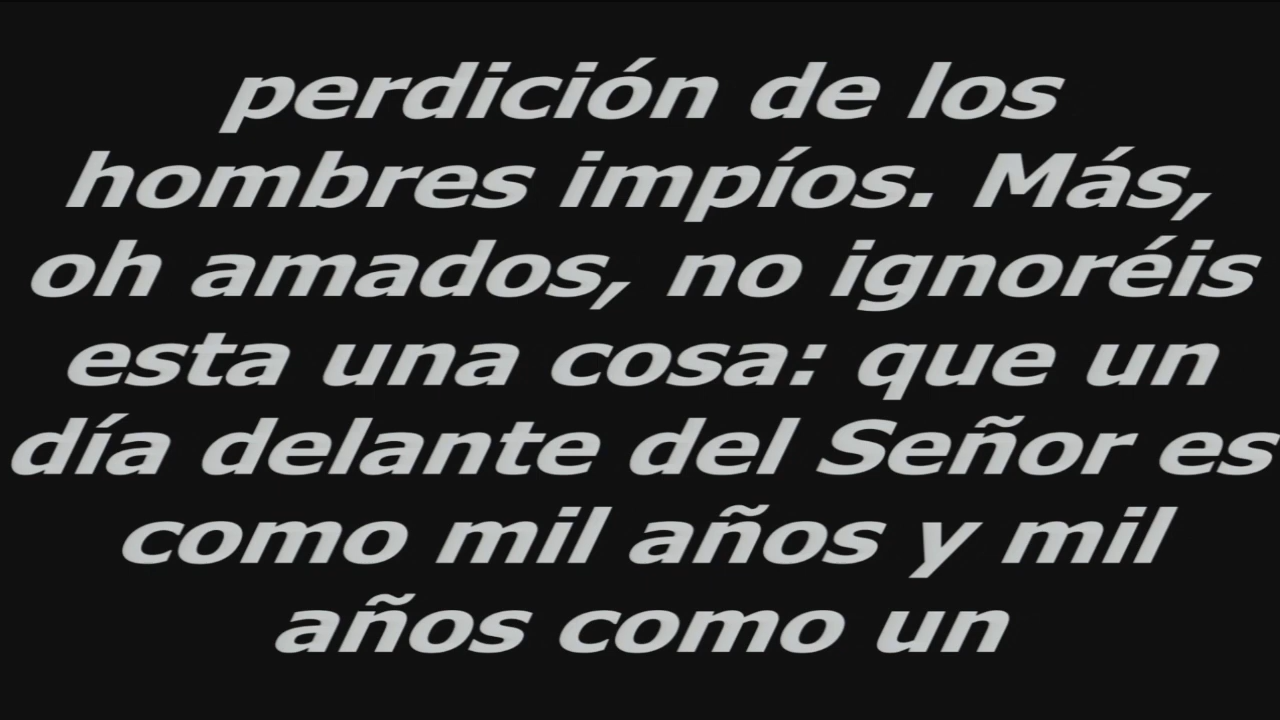 perdición de los
hombres impíos. Más,
oh amados, no ignoréis
esta una cosa: que un
día delante del Señor es
como mil años y mil
años como un